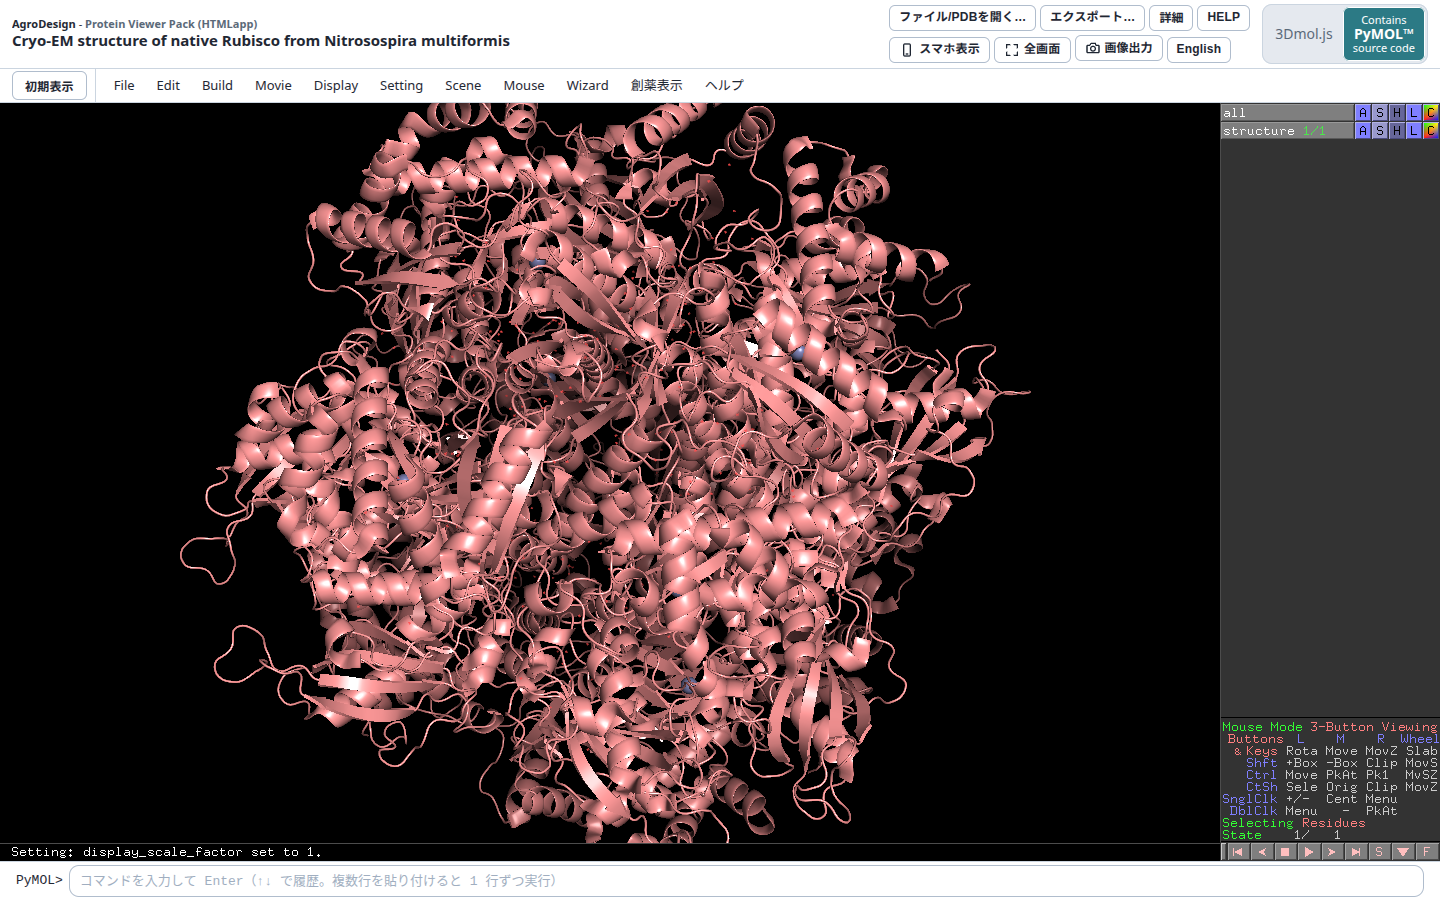 AgroDesign - Protein Viewer Pack (HTMLapp)
Cryo-EM structure of native Rubisco from Nitrosospira multiformis
ファイル/PDBを開く... エクスポート... 詳細 HELP
スマホ表示 全画面 画像出力 English
3Dmol.js
Contains
PyMOL™
source code
初期表示 File Edit Build Movie Display Setting Scene Mouse Wizard 創薬表示 ヘルプ
all A S H L C
structure 1/1 A S H L C
Mouse Mode 3-Button Viewing
Buttons L M R Wheel
& Keys Rota Move MovZ Slab
Shft +Box -Box Clip MovS
Ctrl Move PkAt Pk1 MvSZ
CtSh Sele Orig Clip MovZ
SnglClk +/- Cent Menu
DblClk Menu - PkAt
Selecting Residues
State 1/ 1
S F
Setting: display_scale_factor set to 1.
PyMOL> コマンドを入力して Enter（↑↓ で履歴。複数行を貼り付けると 1 行ずつ実行）